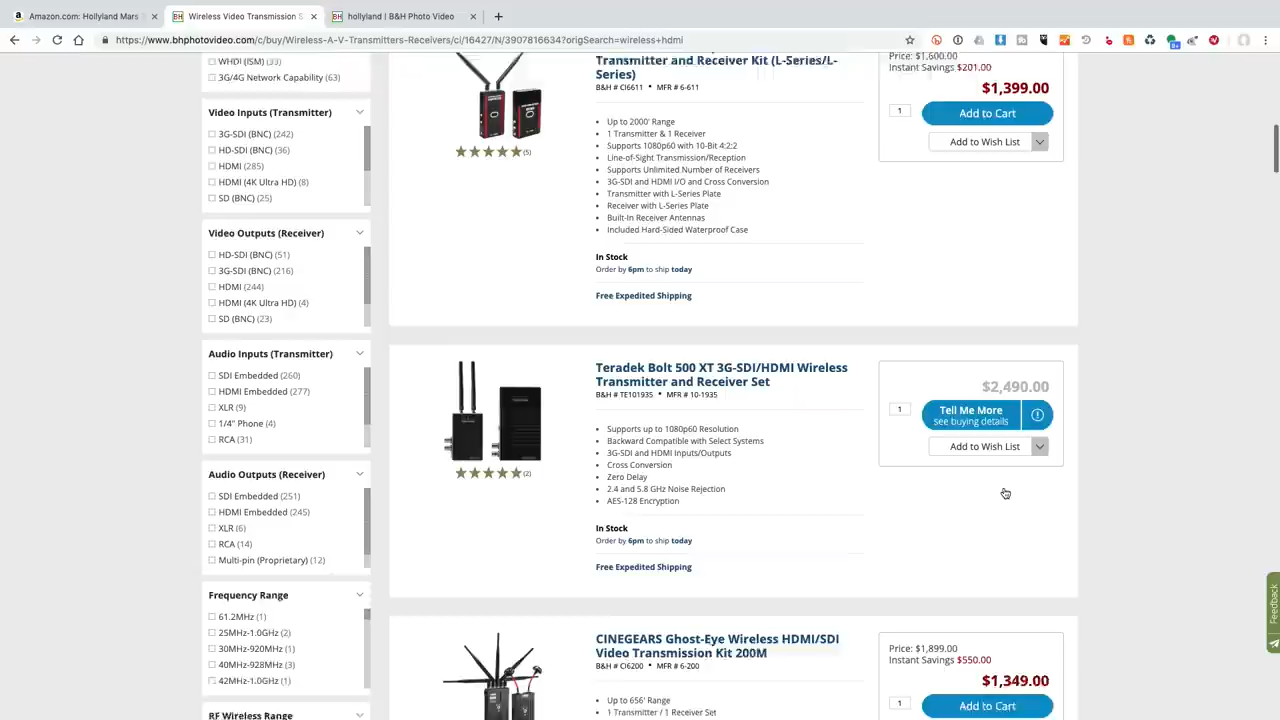 Amazon.com: Hollyland Mars
Wireless Video Transmission S
hollyland | B&H Photo Video
https://www.bhphotovideo.com/c/buy/Wireless-A-V-Transmitters-Receivers/ci/16427/N/3907816634?origSearch=wireless+hdmi
WHDI (ISM) (33)
3G/4G Network Capability (63)
Video Inputs (Transmitter)
3G-SDI (BNC) (242)
HD-SDI (BNC) (36)
HDMI (285)
HDMI (4K Ultra HD) (8)
SD (BNC) (25)
Video Outputs (Receiver)
HD-SDI (BNC) (51)
3G-SDI (BNC) (216)
HDMI (244)
HDMI (4K Ultra HD) (4)
SD (BNC) (23)
Audio Inputs (Transmitter)
SDI Embedded (260)
HDMI Embedded (277)
XLR (9)
1/4" Phone (4)
RCA (31)
Audio Outputs (Receiver)
SDI Embedded (251)
HDMI Embedded (245)
XLR (6)
RCA (14)
Multi-pin (Proprietary) (12)
Frequency Range
61.2MHz (1)
25MHz-1.0GHz (2)
30MHz-920MHz (1)
40MHz-928MHz (3)
42MHz-1.0GHz (1)
RF Wireless Range
Transmitter and Receiver Kit (L-Series/L-
Series)
B&H # CI6611 • MFR # 6-611
(5)
Up to 2000' Range
1 Transmitter & 1 Receiver
Supports 1080p60 with 10-Bit 4:2:2
Line-of-Sight Transmission/Reception
Supports Unlimited Number of Receivers
3G-SDI and HDMI I/O and Cross Conversion
Transmitter with L-Series Plate
Receiver with L-Series Plate
Built-In Receiver Antennas
Included Hard-Sided Waterproof Case
In Stock
Order by 6pm to ship today
Free Expedited Shipping
Price: $1,600.00
Instant Savings $201.00
$1,399.00
1
Add to Cart
Add to Wish List
Teradek Bolt 500 XT 3G-SDI/HDMI Wireless
Transmitter and Receiver Set
B&H # TE101935 • MFR # 10-1935
(2)
Supports up to 1080p60 Resolution
Backward Compatible with Select Systems
3G-SDI and HDMI Inputs/Outputs
Cross Conversion
Zero Delay
2.4 and 5.8 GHz Noise Rejection
AES-128 Encryption
In Stock
Order by 6pm to ship today
Free Expedited Shipping
$2,490.00
1
Tell Me More
see buying details
Add to Wish List
CINEGEARS Ghost-Eye Wireless HDMI/SDI
Video Transmission Kit 200M
B&H # CI6200 • MFR # 6-200
Up to 656' Range
1 Transmitter / 1 Receiver Set
Price: $1,899.00
Instant Savings $550.00
$1,349.00
1
Add to Cart
Feedback